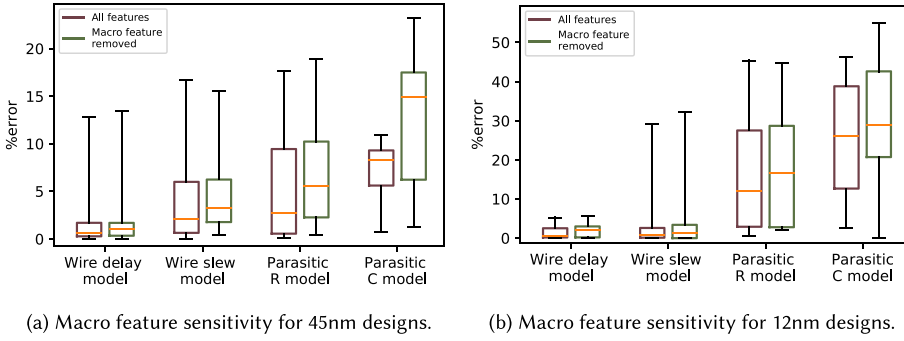 All features
Macro feature
removed
%error
20
15
10
5
0
Wire delay
model
Wire slew
model
Parasitic
R model
Parasitic
C model
(a) Macro feature sensitivity for 45nm designs.
All features
Macro feature
removed
%error
50
40
30
20
10
0
Wire delay
model
Wire slew
model
Parasitic
R model
Parasitic
C model
(b) Macro feature sensitivity for 12nm designs.